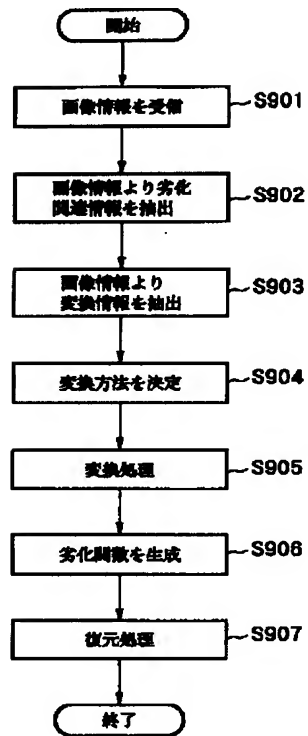 開始
画像情報を受信
S901
画像情報より劣化
関連情報を抽出
S902
画像情報より
変換情報を抽出
S903
変換方法を決定
S904
変換処理
S905
劣化関数を生成
S906
復元処理
S907
終了